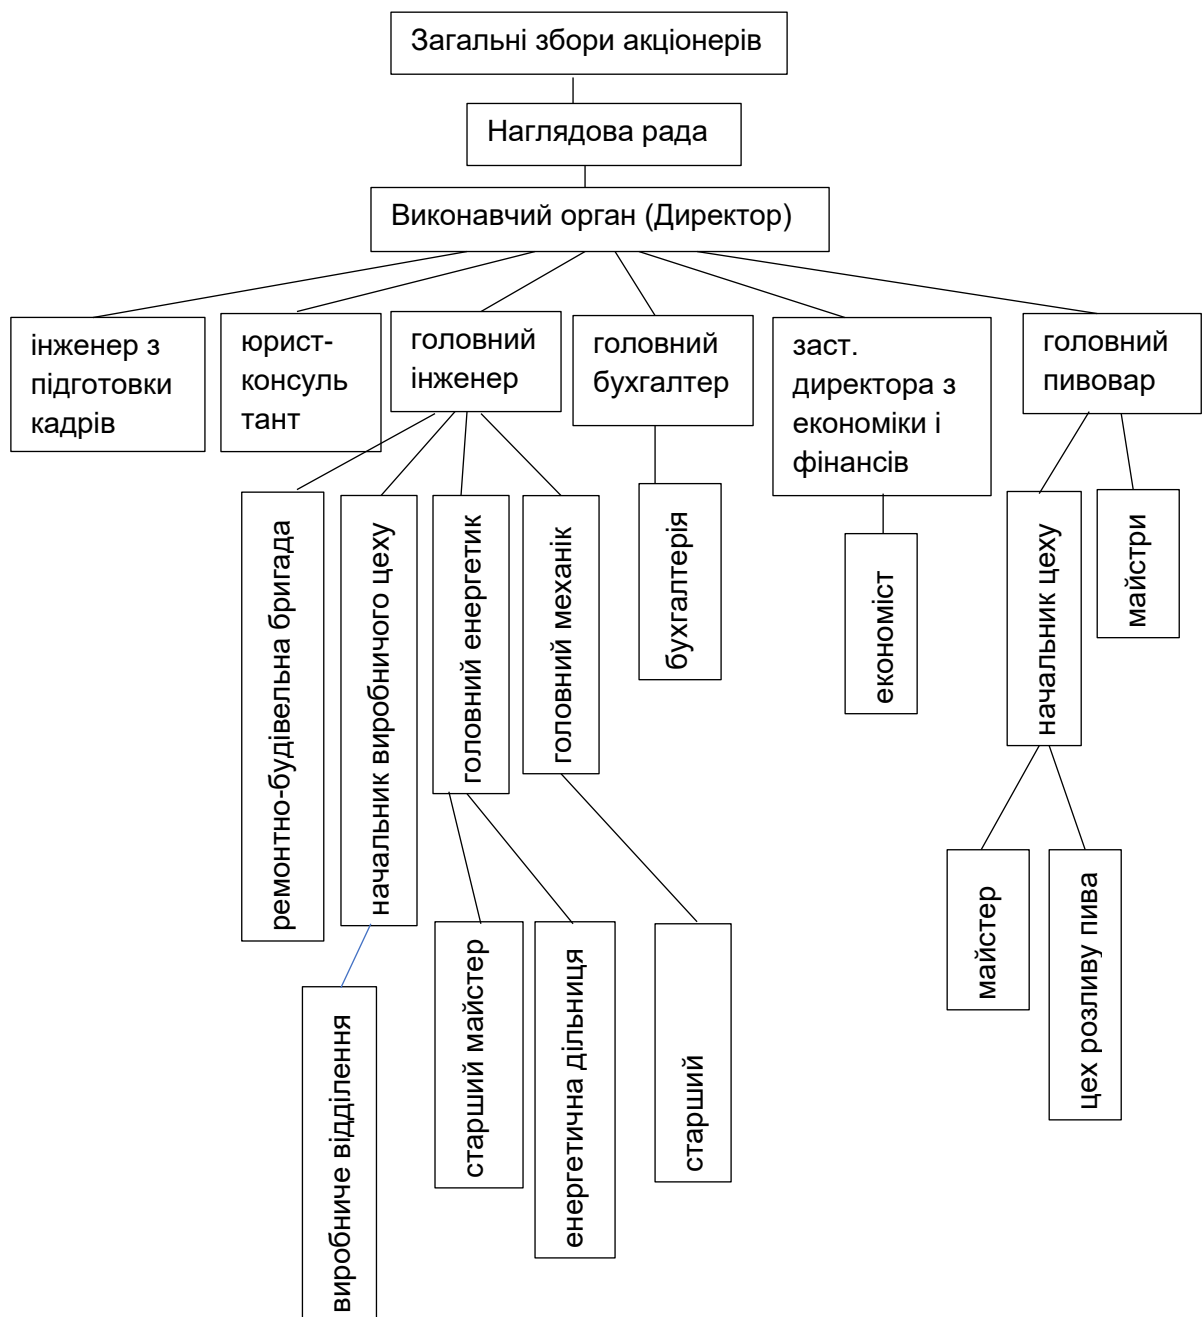 Загальні збори акціонерів
Наглядова рада
Виконавчий орган (Директор)
інженер з
підготовки
кадрів
юрист-
консуль
тант
головний
інженер
головний
бухгалтер
заст.
директора з
економіки і
фінансів
головний
пивовар
ремонтно-будівельна бригада
начальник виробничого цеху
головний енергетик
головний механік
бухгалтерія
економіст
начальник цеху
майстри
виробниче відділення
старший майстер
енергетична дільниця
старший
майстер
цех розливу пива